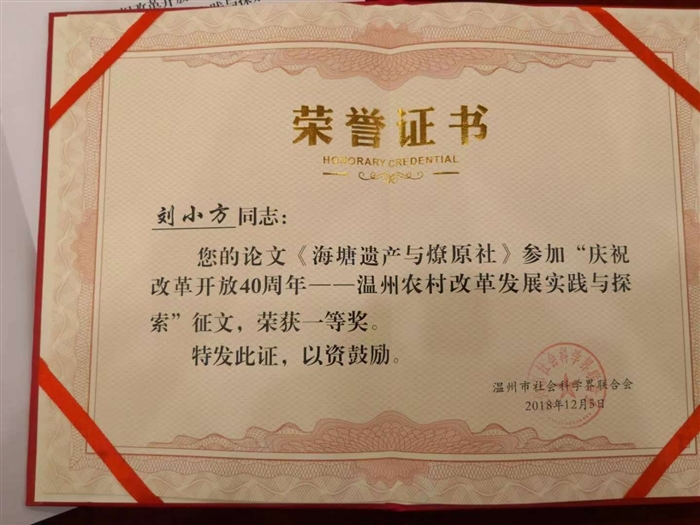 荣誉证书
HONORARY CREDENTIAL
刘小方同志：
您的论文《海塘遗产与燎原社》参加“庆祝
改革开放40周年——温州农村改革发展实践与探
索”征文，荣获一等奖。
特发此证，以资鼓励。
温州市社会科学界联合会
2018年12月5日